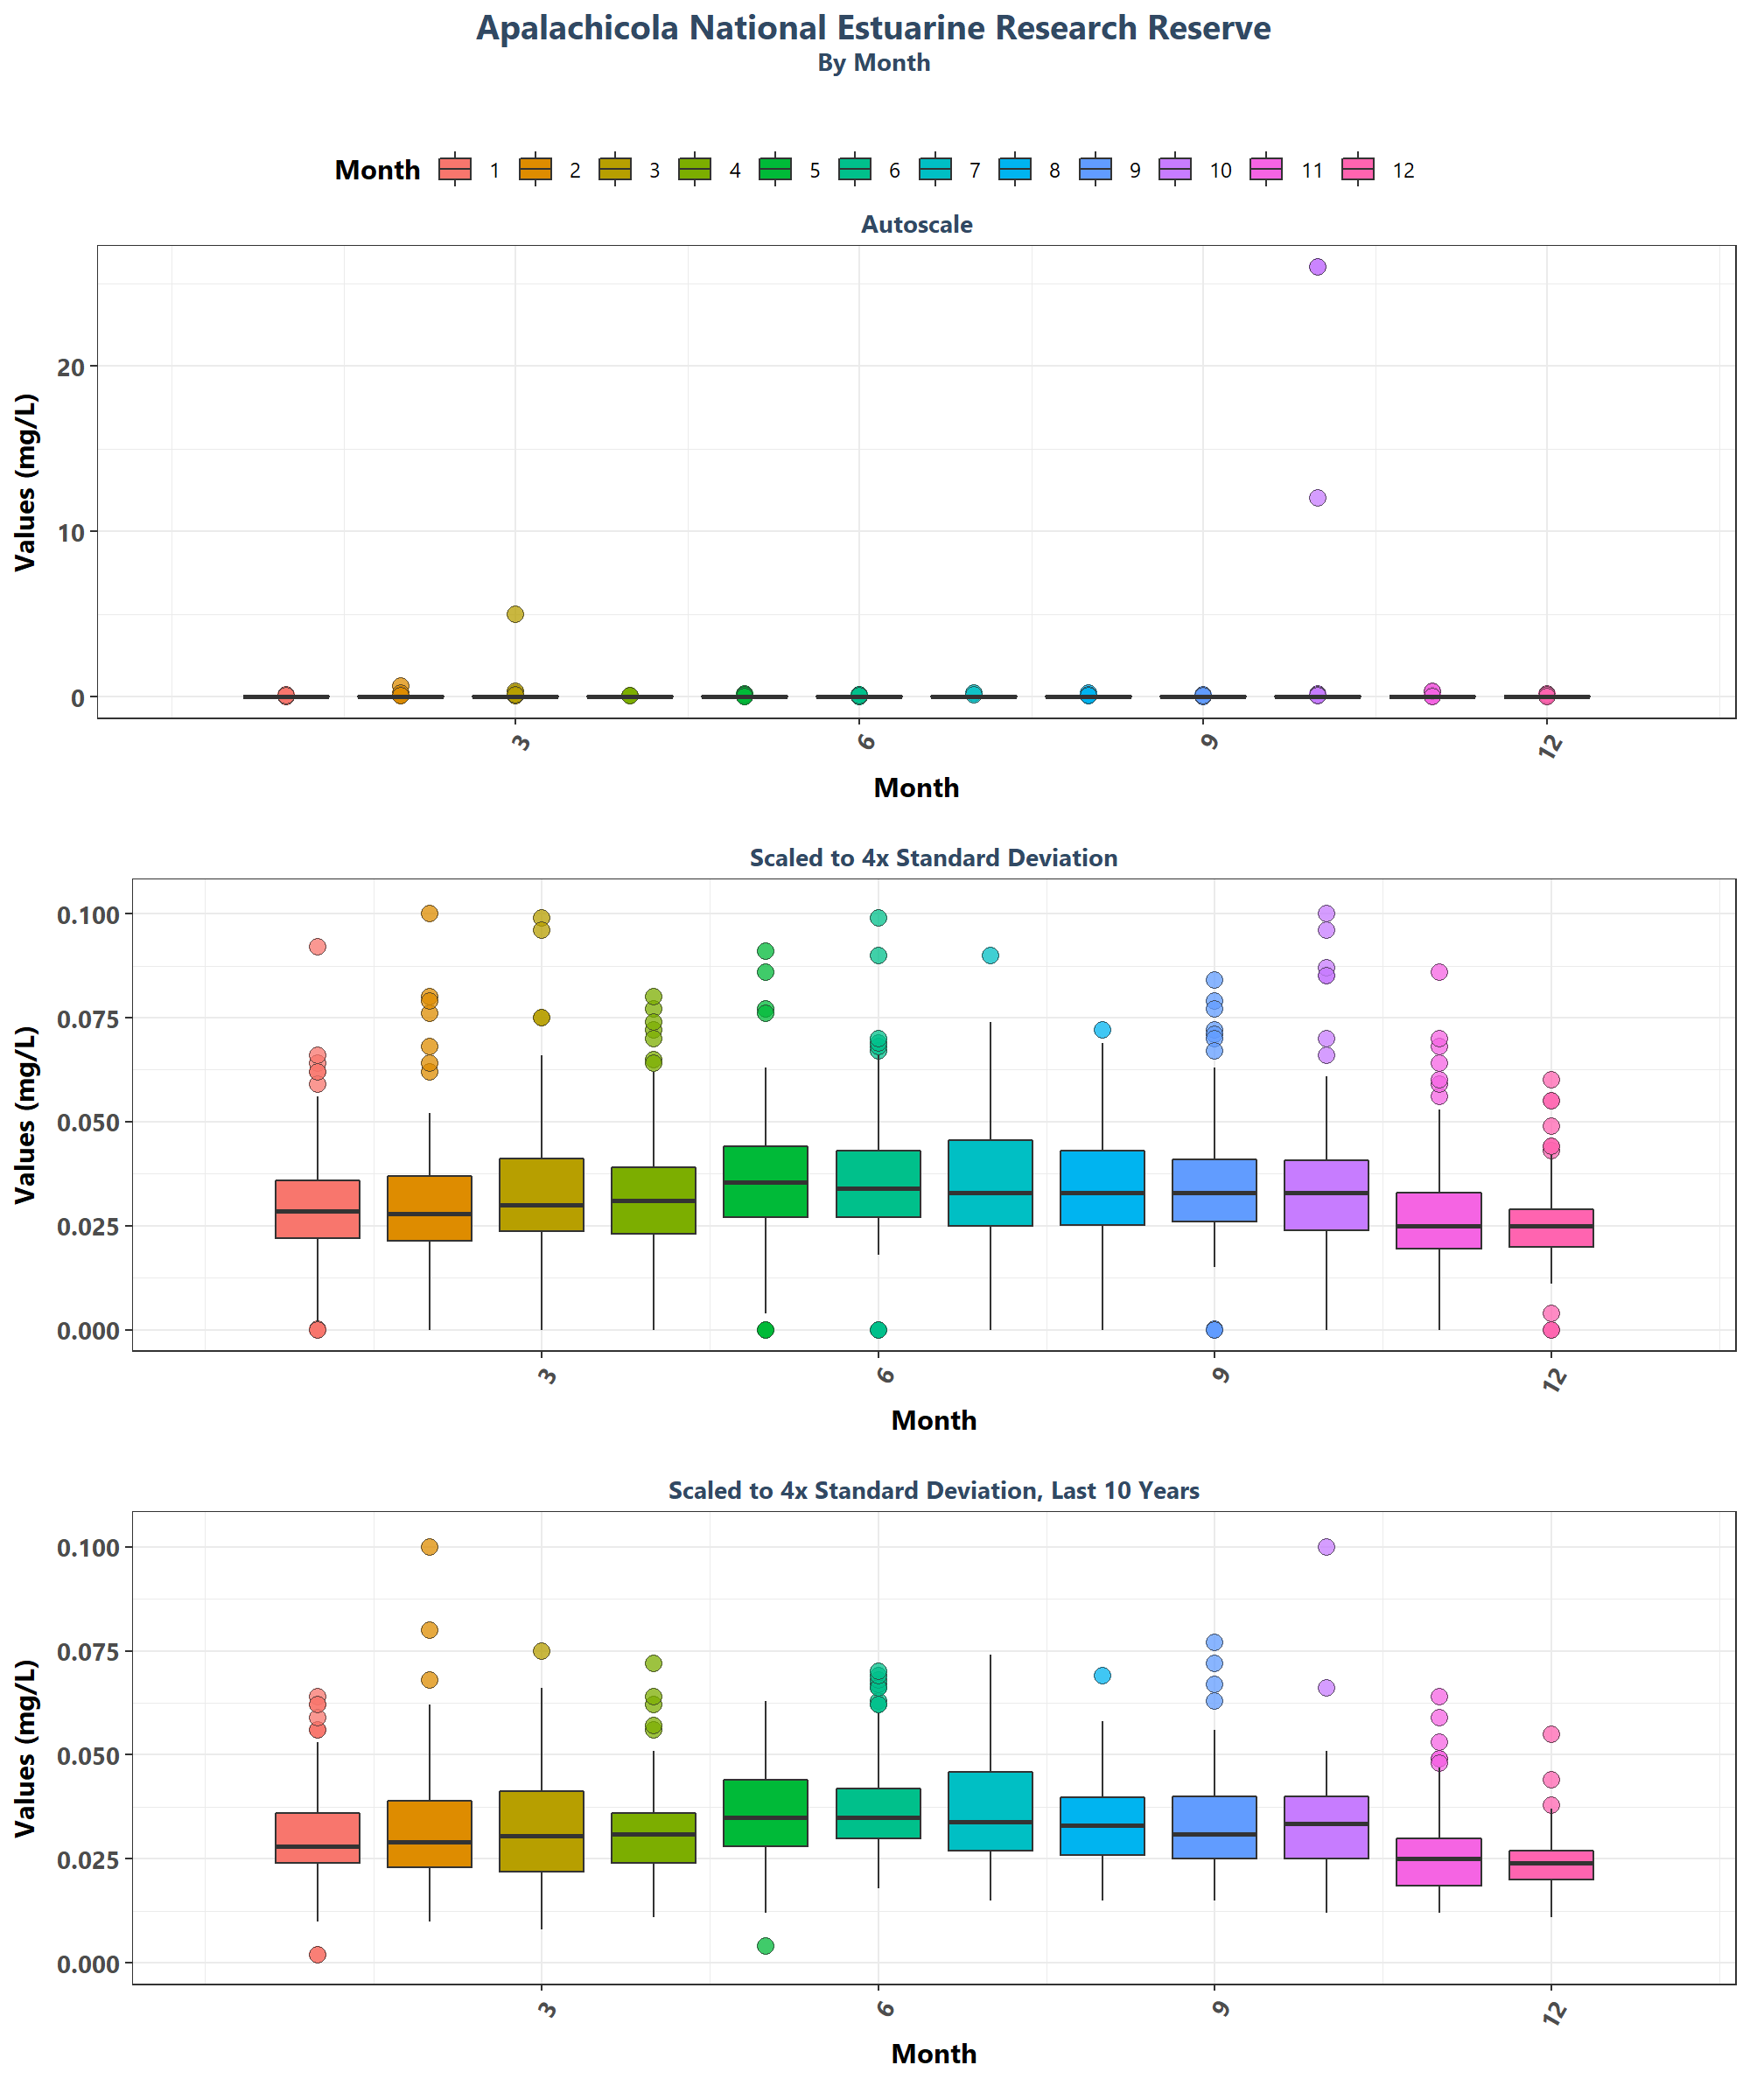 Apalachicola National Estuarine Research Reserve
By Month
Month 1 2 3 4 5 6 7 8 9 10 11 12
Autoscale
Values (mg/L)
20
10
0
3 6 9 12
Month
Scaled to 4x Standard Deviation
Values (mg/L)
0.100
0.075
0.050
0.025
0.000
3 6 9 12
Month
Scaled to 4x Standard Deviation, Last 10 Years
Values (mg/L)
0.100
0.075
0.050
0.025
0.000
3 6 9 12
Month